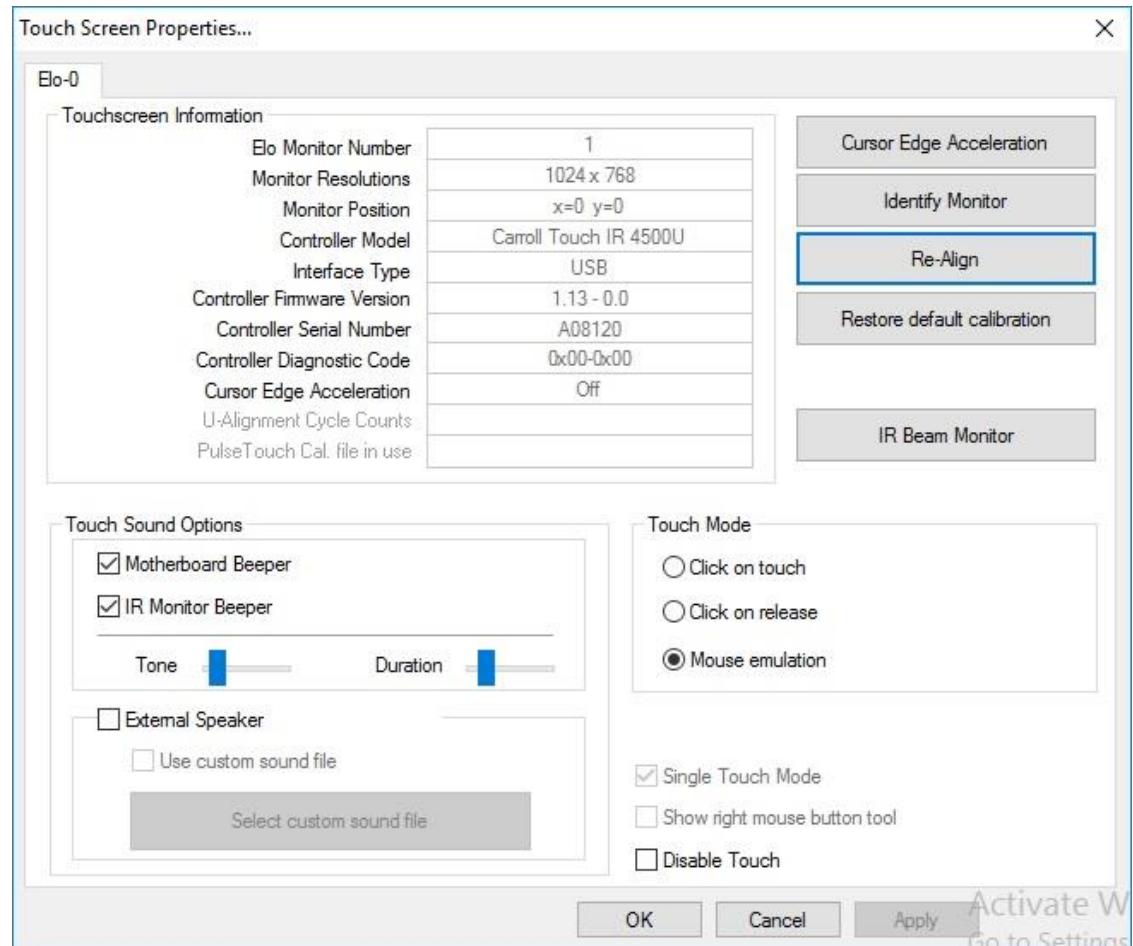 Touch Screen Properties...
Elo-0
Touchscreen Information
Elo Monitor Number 1
Monitor Resolutions 1024 x 768
Monitor Position x=0 y=0
Controller Model Carroll Touch IR 4500U
Interface Type USB
Controller Firmware Version 1.13 - 0.0
Controller Serial Number A08120
Controller Diagnostic Code 0x00-0x00
Cursor Edge Acceleration Off
U-Alignment Cycle Counts
PulseTouch Cal. file in use
Cursor Edge Acceleration
Identify Monitor
Re-Align
Restore default calibration
IR Beam Monitor
Touch Sound Options
Motherboard Beeper
IR Monitor Beeper
Tone Duration
External Speaker
Use custom sound file
Select custom sound file
Touch Mode
Click on touch
Click on release
Mouse emulation
Single Touch Mode
Show right mouse button tool
Disable Touch
OK Cancel Apply
Activate W
Go to Settings